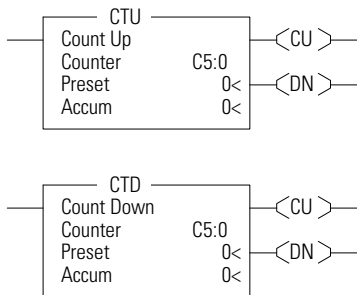 CTU
Count Up <CU>
Counter C5:0
Preset 0< <DN>
Accum 0<
CTD
Count Down <CU>
Counter C5:0
Preset 0< <DN>
Accum 0<